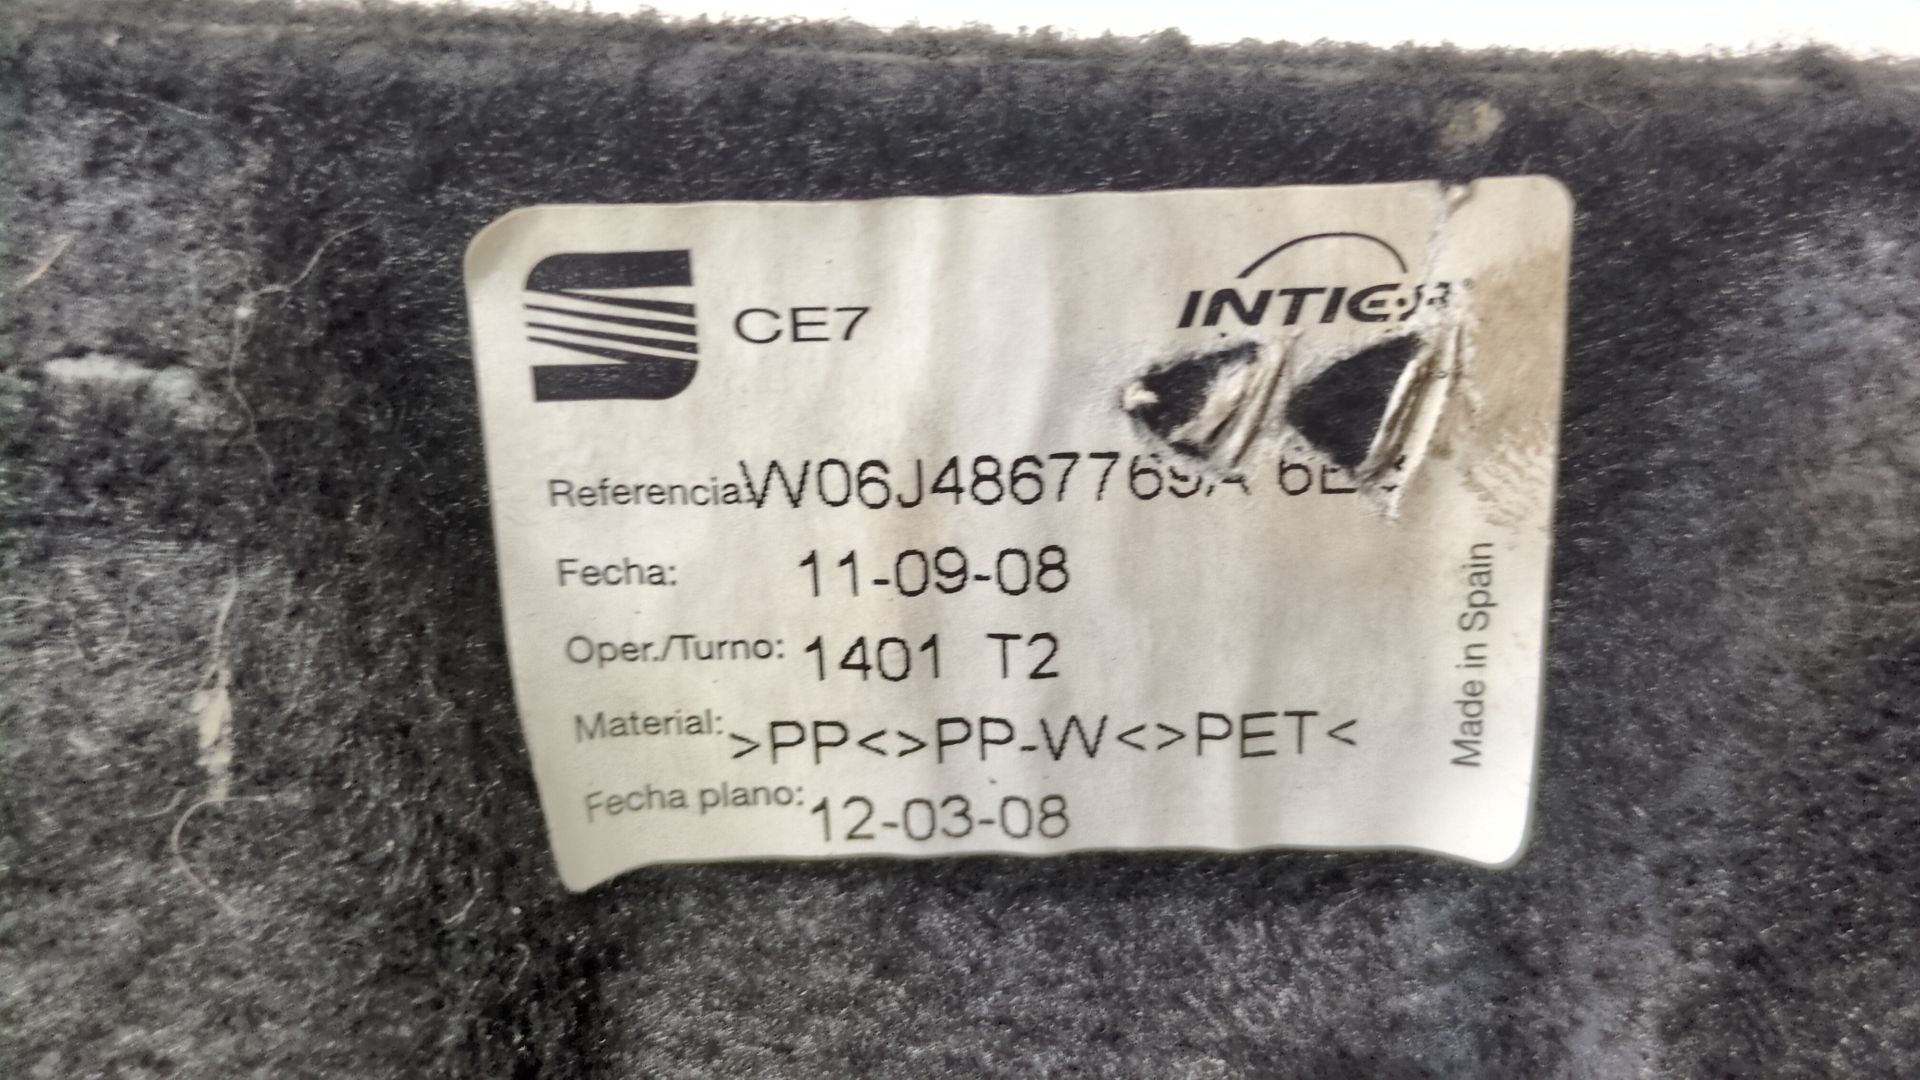 CE7
INTIER
Referencia: W06J4867769A
Fecha: 11-09-08
Oper./Turno: 1401 T2
Material: >PP<>PP-W<>PET<
Fecha plano: 12-03-08
Made in Spain